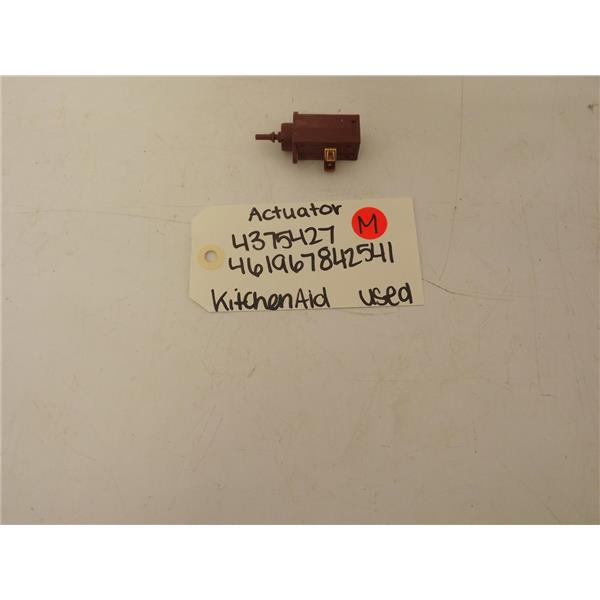 Actuator
4375427 M
461967842541
KitchenAid used